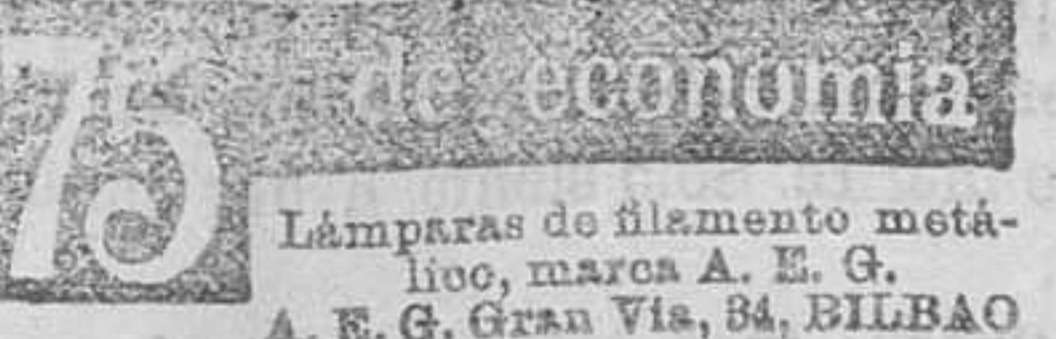 75 de economía
Lámparas de filamento metá-
lico, marca A. E. G.
A. E. G. Gran Vía, 34, BILBAO